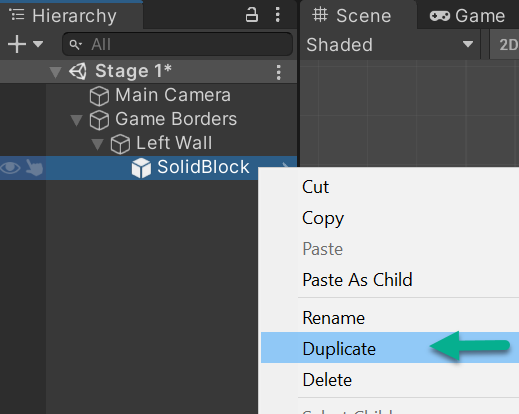 Hierarchy
Scene
Game
All
Shaded
2D
Stage 1*
Main Camera
Game Borders
Left Wall
SolidBlock
Cut
Copy
Paste
Paste As Child
Rename
Duplicate
Delete